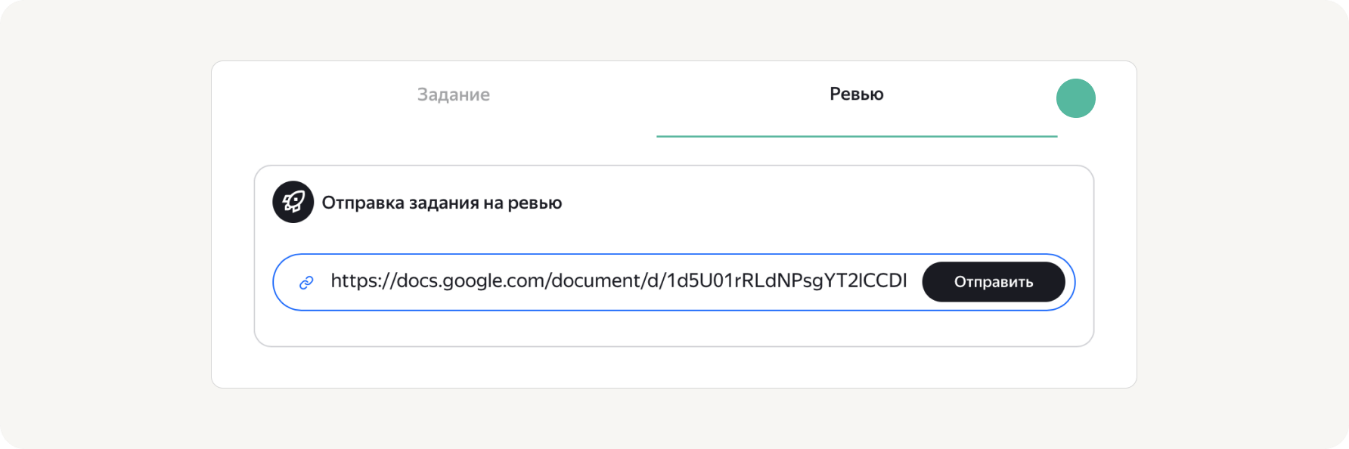 Задание
Ревью
Отправка задания на ревью
https://docs.google.com/document/d/1d5U01rRLdNPsgYT2lCCDI
Отправить